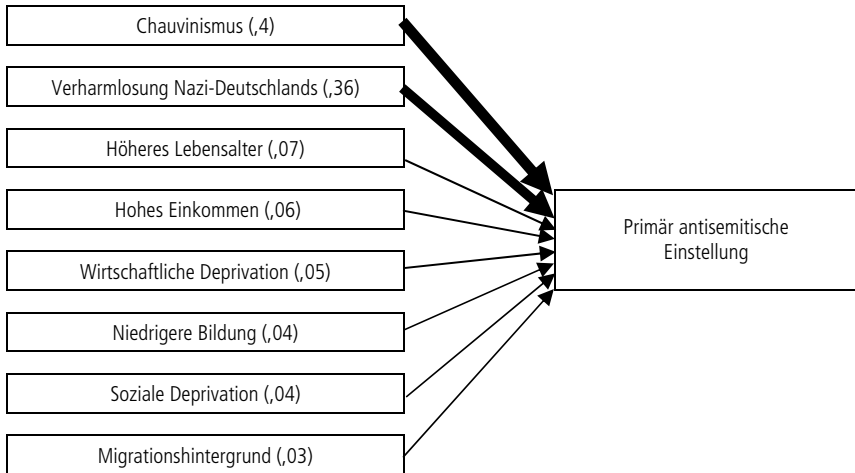 Chauvinismus (,4)
Verharmlosung Nazi-Deutschlands (,36)
Höheres Lebensalter (,07)
Hohes Einkommen (,06)
Wirtschaftliche Deprivation (,05)
Niedrigere Bildung (,04)
Soziale Deprivation (,04)
Migrationshintergrund (,03)
Primär antisemitische
Einstellung